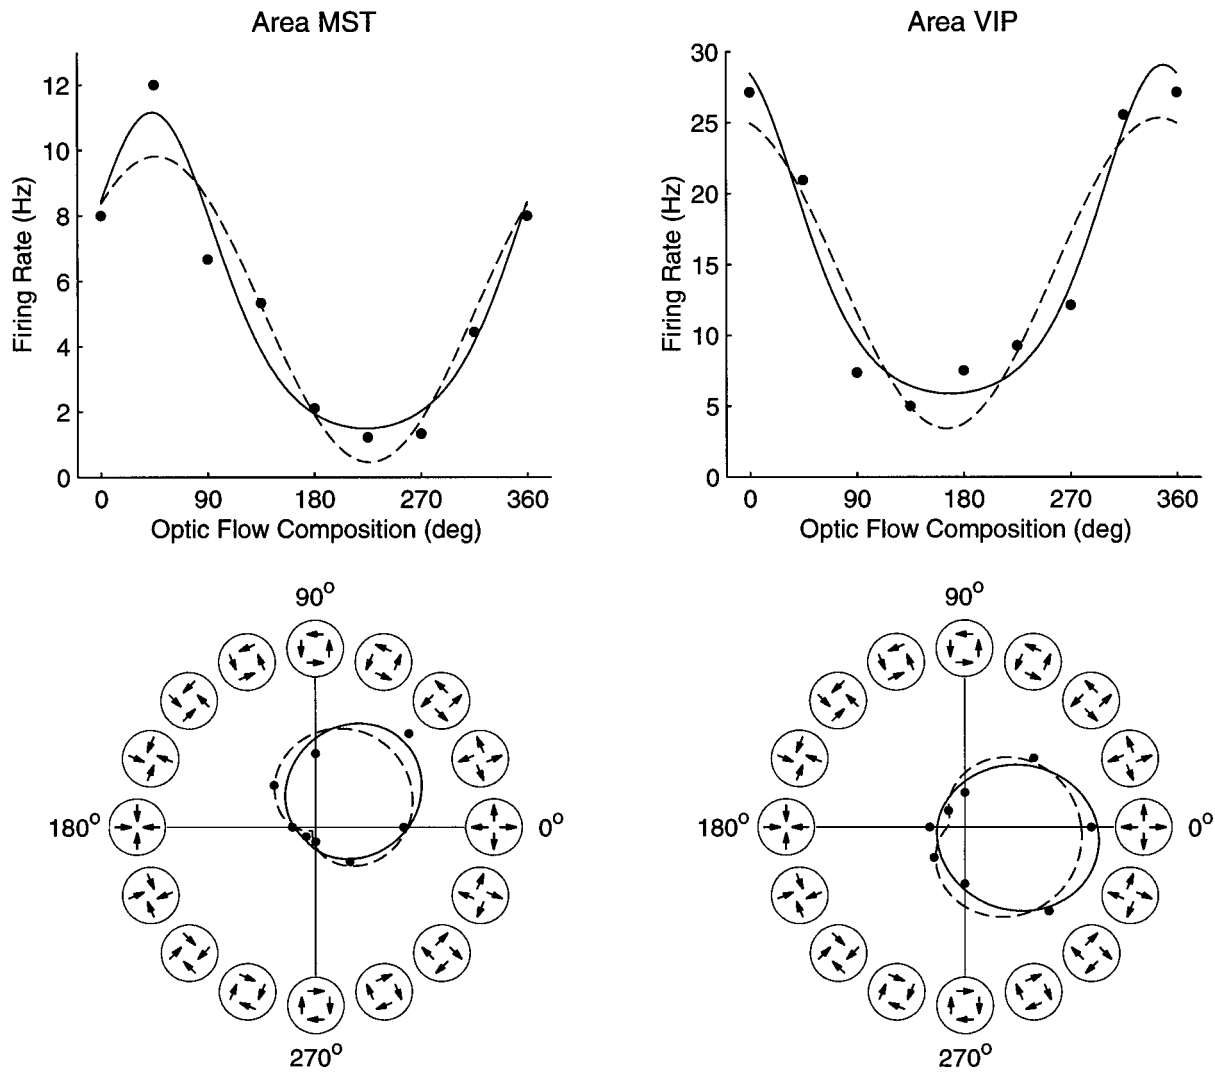 Area MST
Area VIP
12
10
8
6
4
2
0
Firing Rate (Hz)
0 90 180 270 360
Optic Flow Composition (deg)
30
25
20
15
10
5
0
Firing Rate (Hz)
0 90 180 270 360
Optic Flow Composition (deg)
90°
180° 0°
270°
90°
180° 0°
270°